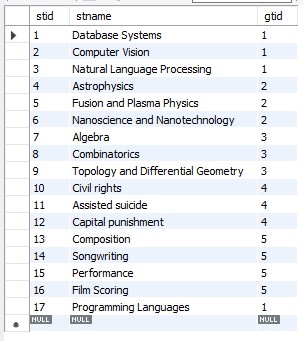 stid stname gtid
1 Database Systems 1
2 Computer Vision 1
3 Natural Language Processing 1
4 Astrophysics 2
5 Fusion and Plasma Physics 2
6 Nanoscience and Nanotechnology 2
7 Algebra 3
8 Combinatorics 3
9 Topology and Differential Geometry 3
10 Civil rights 4
11 Assisted suicide 4
12 Capital punishment 4
13 Composition 5
14 Songwriting 5
15 Performance 5
16 Film Scoring 5
17 Programming Languages 1
NULL NULL NULL